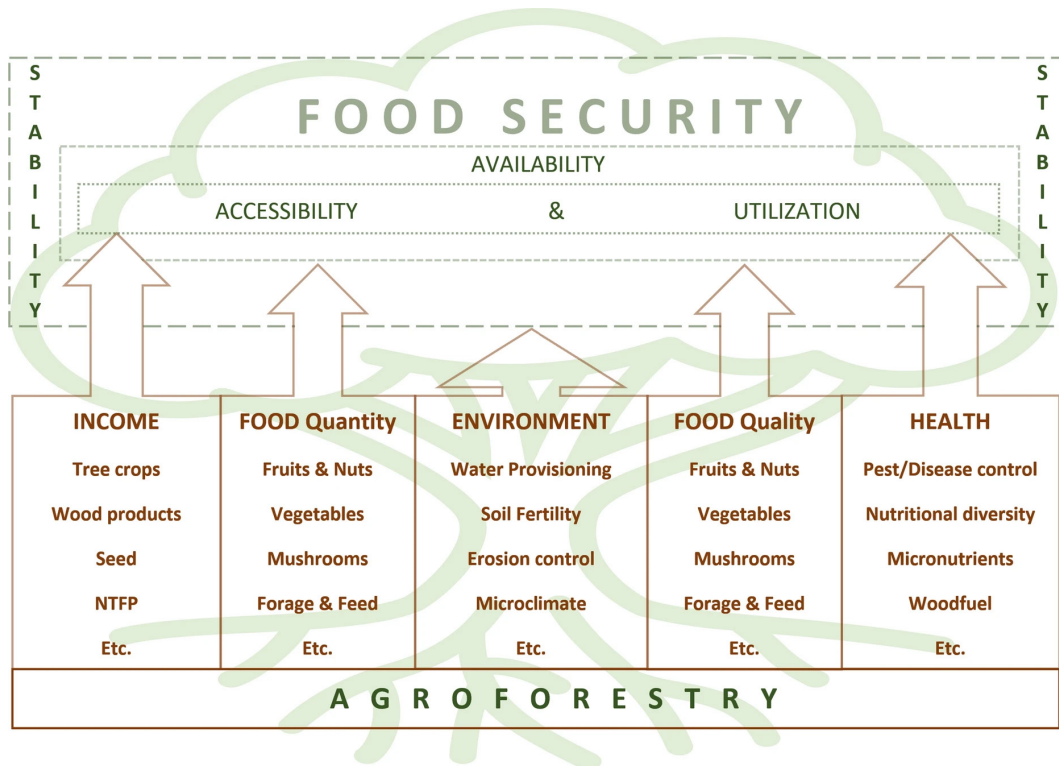 STABILITY
FOOD SECURITY
STABILITY
AVAILABILITY
ACCESSIBILITY & UTILIZATION
INCOME
Tree crops
Wood products
Seed
NTFP
Etc.
FOOD Quantity
Fruits & Nuts
Vegetables
Mushrooms
Forage & Feed
Etc.
ENVIRONMENT
Water Provisioning
Soil Fertility
Erosion control
Microclimate
Etc.
FOOD Quality
Fruits & Nuts
Vegetables
Mushrooms
Forage & Feed
Etc.
HEALTH
Pest/Disease control
Nutritional diversity
Micronutrients
Woodfuel
Etc.
AGROFORESTRY